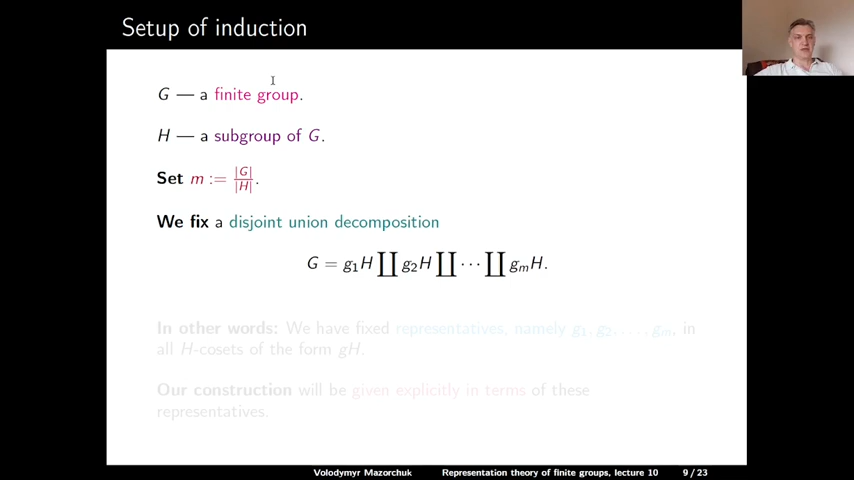 Setup of induction
G — a finite group.
H — a subgroup of G.
Set m := |G|/|H|.
We fix a disjoint union decomposition
G = g₁H ∐ g₂H ∐ ⋯ ∐ gₘH.
In other words: We have fixed representatives, namely g₁, g₂, . . . , gₘ, in
all H-cosets of the form gH.
Our construction will be given explicitly in terms of these
representatives.
Volodymyr Mazorchuk Representation theory of finite groups, lecture 10 9 / 23